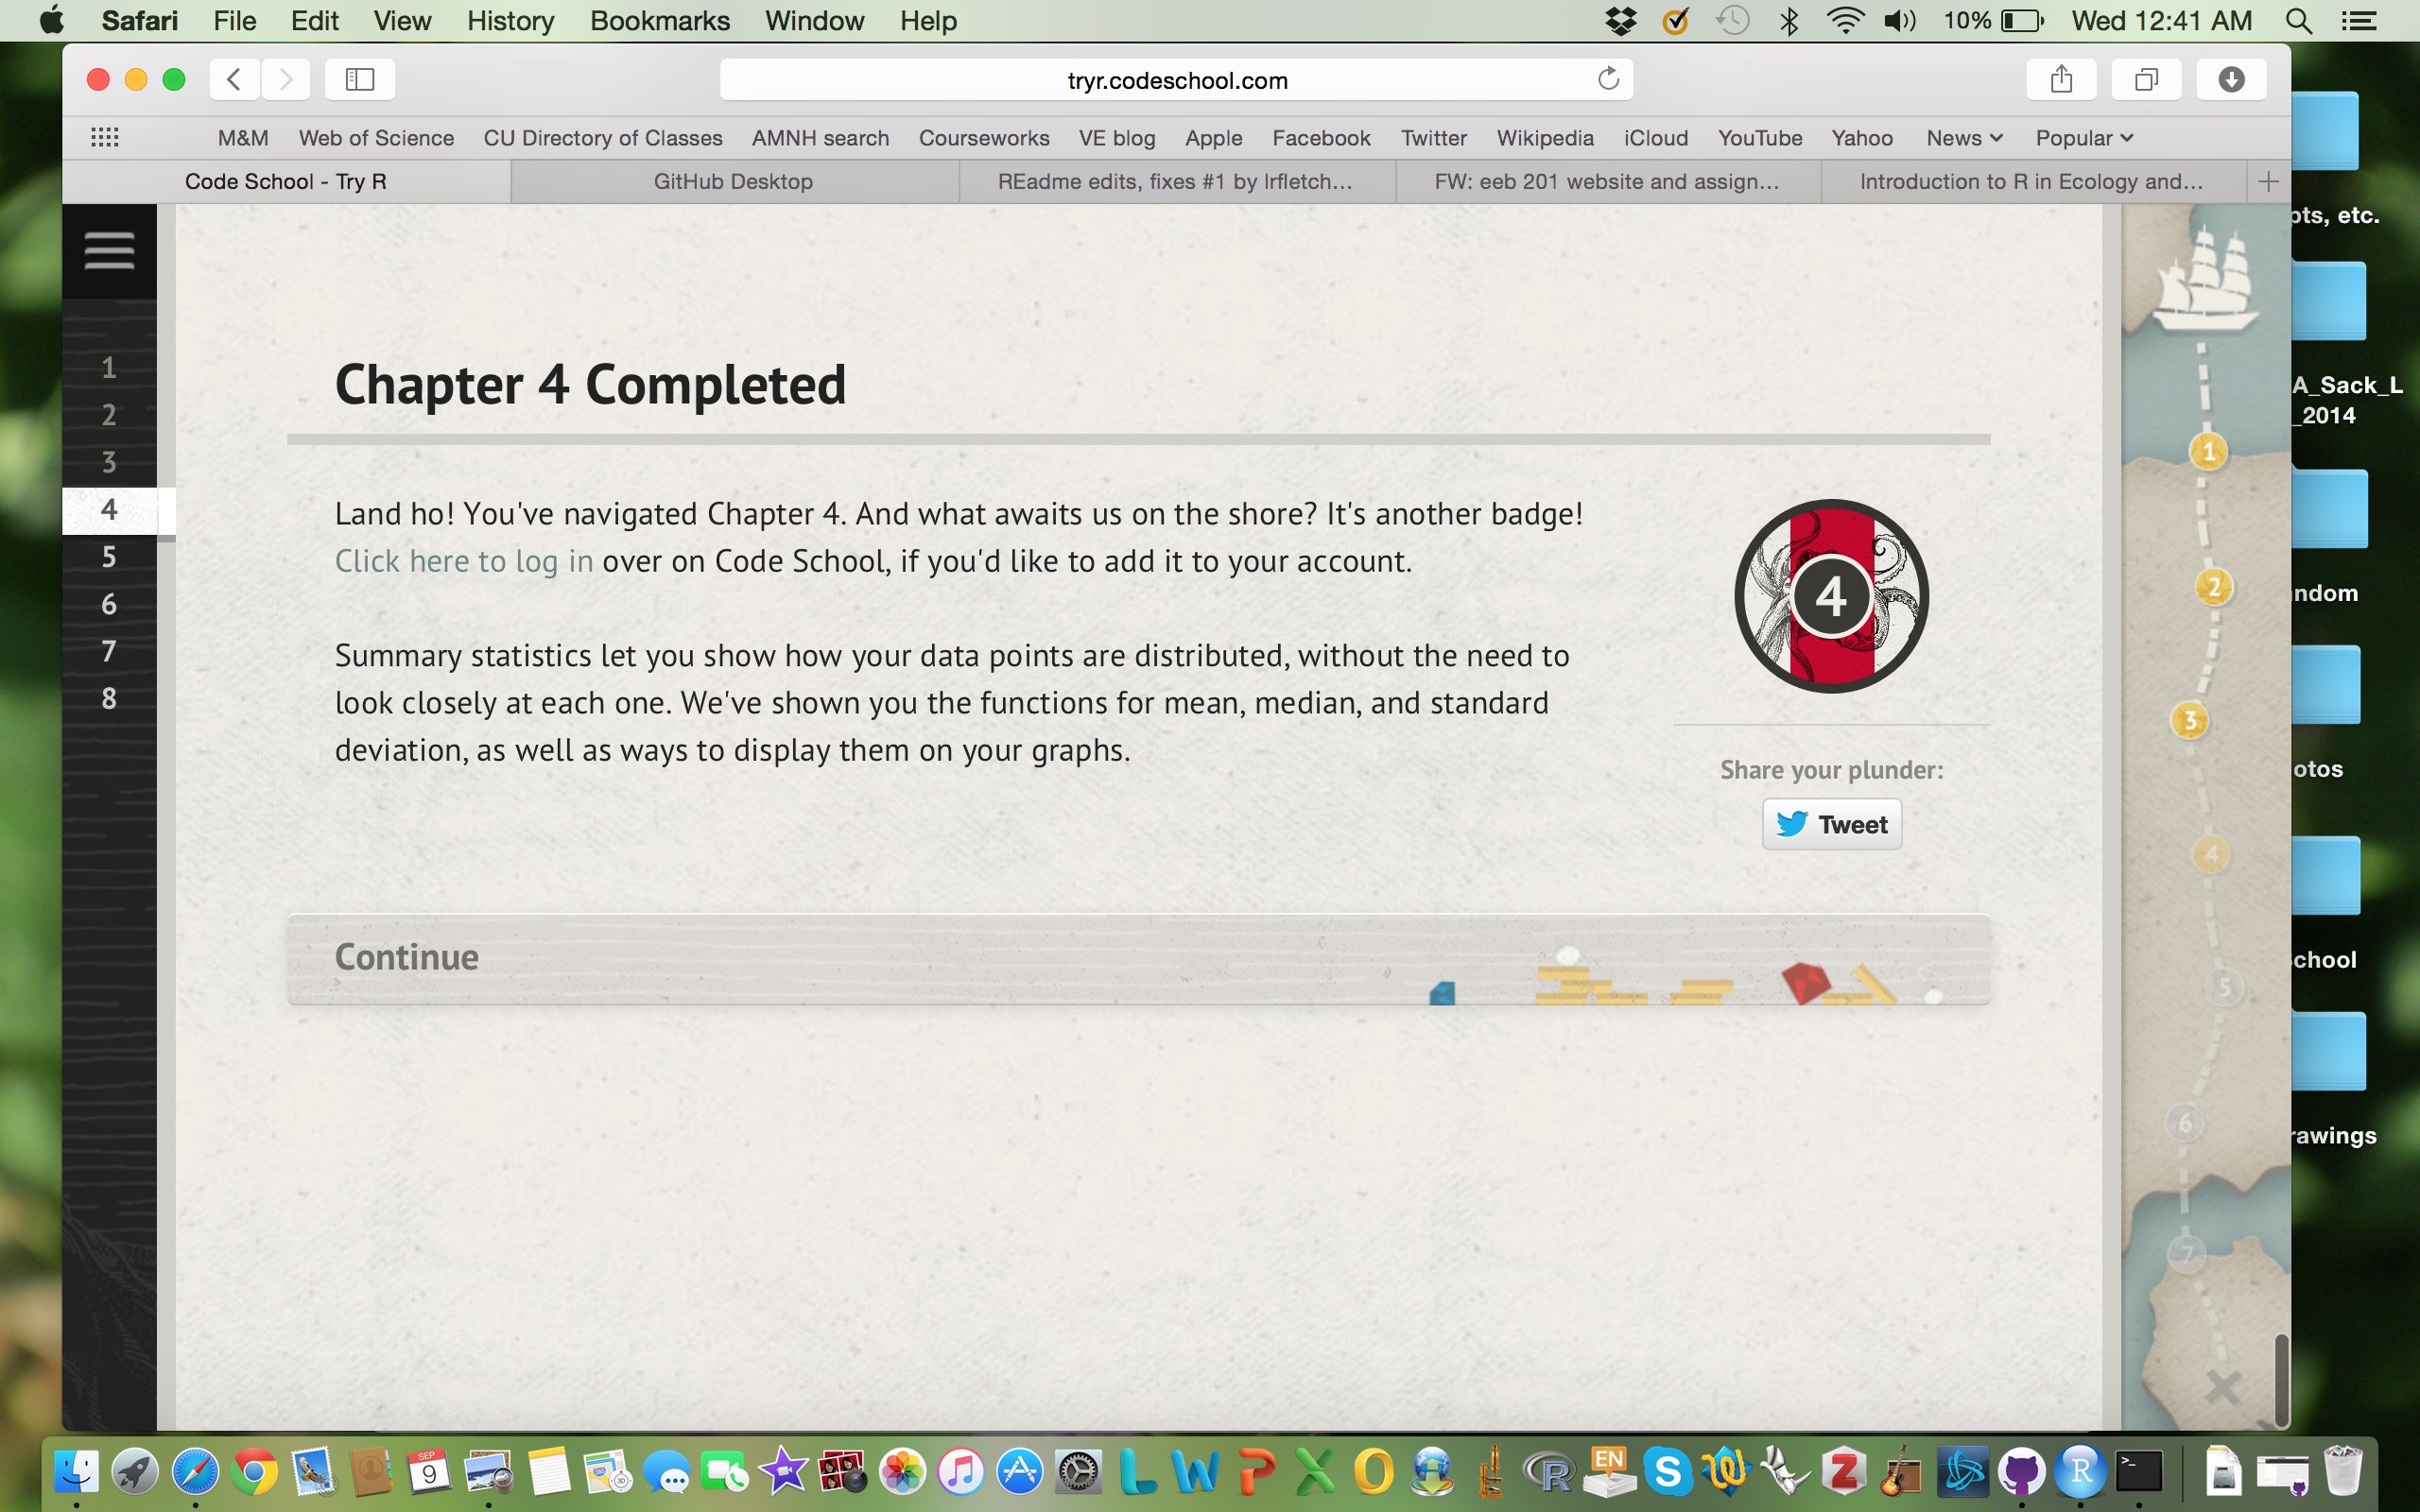 Safari File Edit View History Bookmarks Window Help 10% Wed 12:41 AM
tryr.codeschool.com
M&M Web of Science CU Directory of Classes AMNH search Courseworks VE blog Apple Facebook Twitter Wikipedia iCloud YouTube Yahoo News Popular
Code School - Try R GitHub Desktop REadme edits, fixes #1 by lrfletch... FW: eeb 201 website and assign... Introduction to R in Ecology and...
1
2
3
4
5
6
7
8
Chapter 4 Completed
Land ho! You've navigated Chapter 4. And what awaits us on the shore? It's another badge!
Click here to log in over on Code School, if you'd like to add it to your account.
Summary statistics let you show how your data points are distributed, without the need to
look closely at each one. We've shown you the functions for mean, median, and standard
deviation, as well as ways to display them on your graphs.
4
Share your plunder:
Tweet
Continue
1
2
3
4
5
6
7
pts, etc.
A_Sack_L
_2014
ndom
otos
chool
rawings
SEP
9
L W P X O R EN S Z R
>_